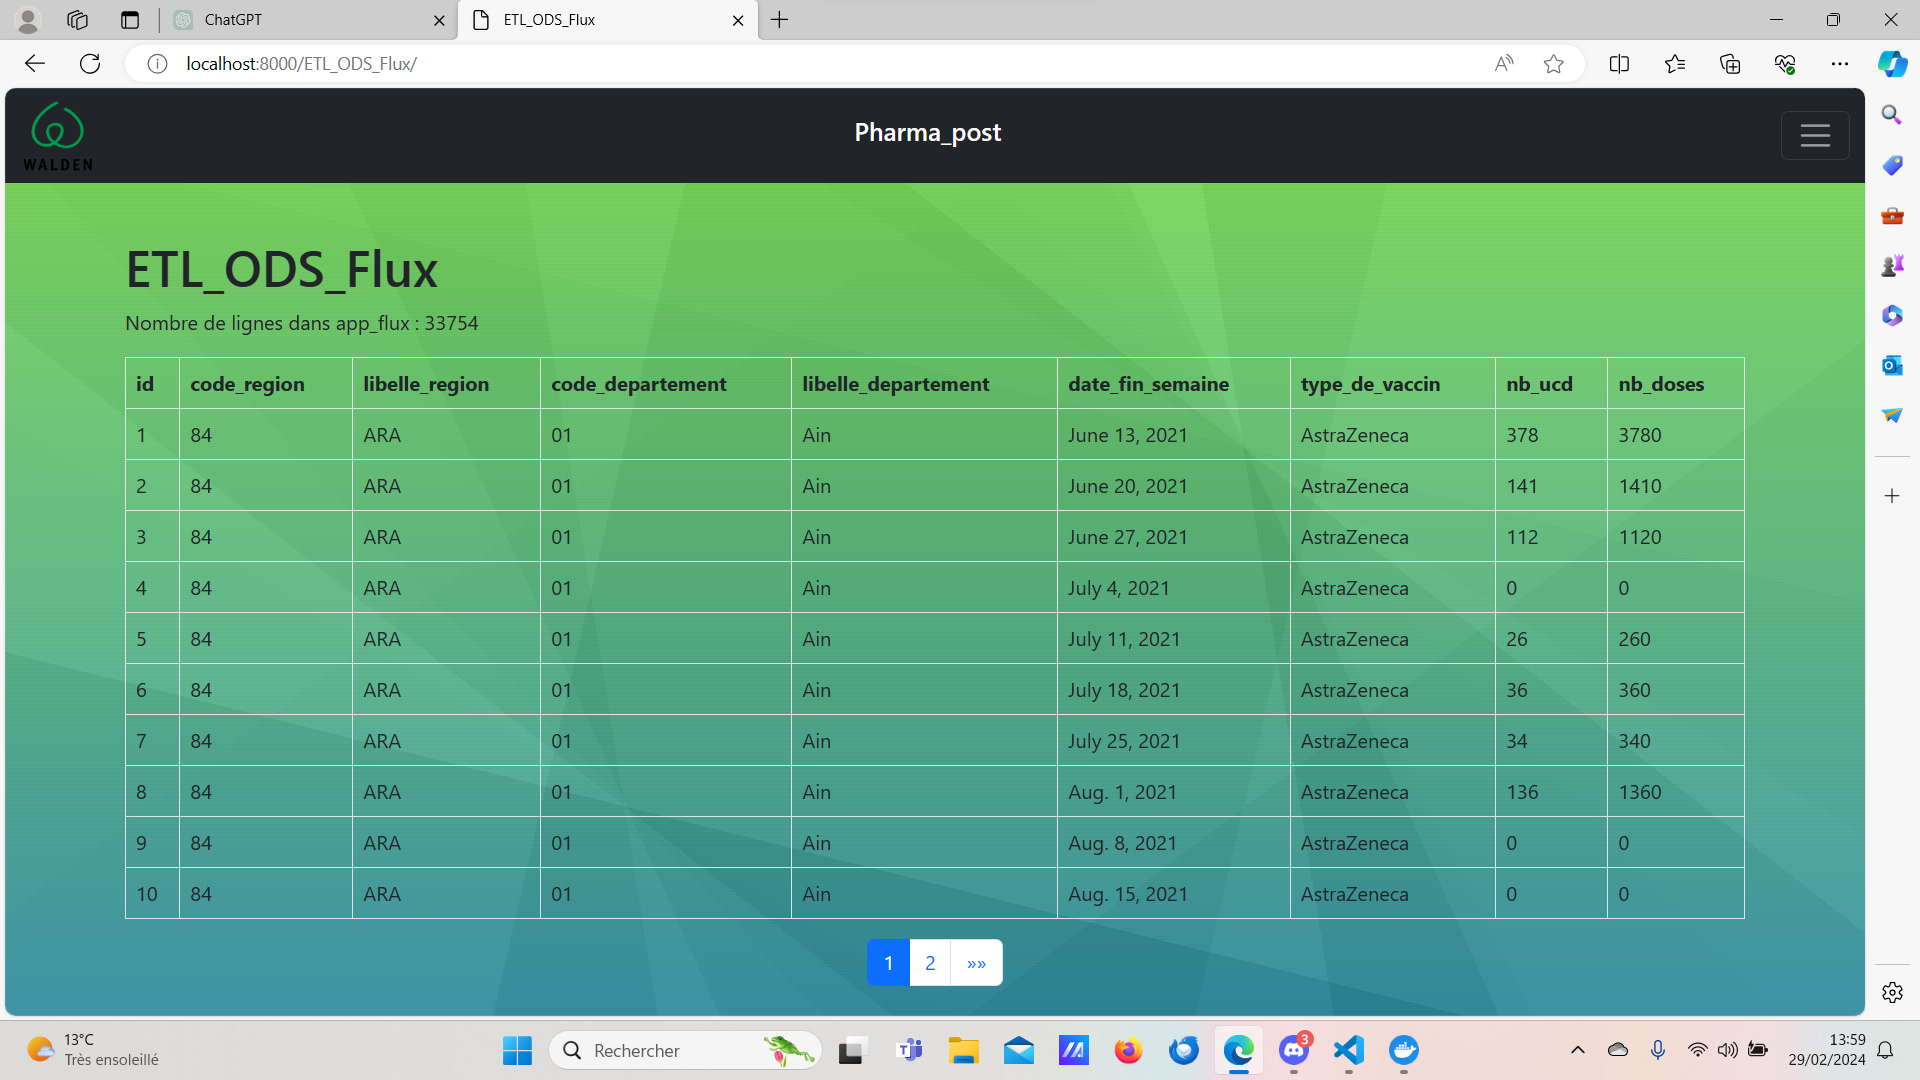 ChatGPT
ETL_ODS_Flux
localhost:8000/ETL_ODS_Flux/
WALDEN
Pharma_post
ETL_ODS_Flux
Nombre de lignes dans app_flux : 33754
id code_region libelle_region code_departement libelle_departement date_fin_semaine type_de_vaccin nb_ucd nb_doses
1 84 ARA 01 Ain June 13, 2021 AstraZeneca 378 3780
2 84 ARA 01 Ain June 20, 2021 AstraZeneca 141 1410
3 84 ARA 01 Ain June 27, 2021 AstraZeneca 112 1120
4 84 ARA 01 Ain July 4, 2021 AstraZeneca 0 0
5 84 ARA 01 Ain July 11, 2021 AstraZeneca 26 260
6 84 ARA 01 Ain July 18, 2021 AstraZeneca 36 360
7 84 ARA 01 Ain July 25, 2021 AstraZeneca 34 340
8 84 ARA 01 Ain Aug. 1, 2021 AstraZeneca 136 1360
9 84 ARA 01 Ain Aug. 8, 2021 AstraZeneca 0 0
10 84 ARA 01 Ain Aug. 15, 2021 AstraZeneca 0 0
1 2 »»
13°C
Très ensoleillé
Rechercher
3
13:59
29/02/2024